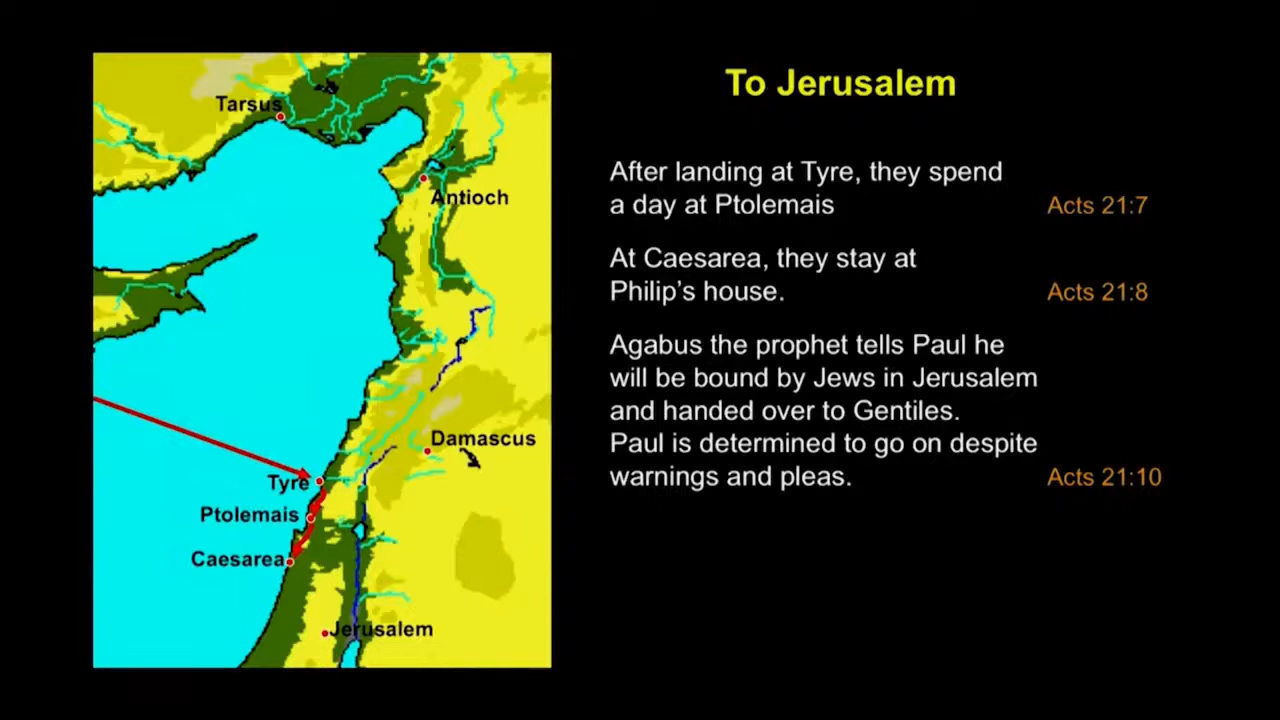 To Jerusalem
Tarsus
Antioch
Damascus
Tyre
Ptolemais
Caesarea
Jerusalem
After landing at Tyre, they spend
a day at Ptolemais Acts 21:7
At Caesarea, they stay at
Philip’s house. Acts 21:8
Agabus the prophet tells Paul he
will be bound by Jews in Jerusalem
and handed over to Gentiles.
Paul is determined to go on despite
warnings and pleas. Acts 21:10